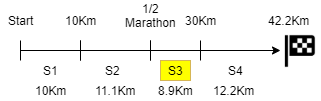 1/2
Start 10Km Marathon 30Km 42.2Km
S1 S2 S3 S4
10Km 11.1Km 8.9Km 12.2Km